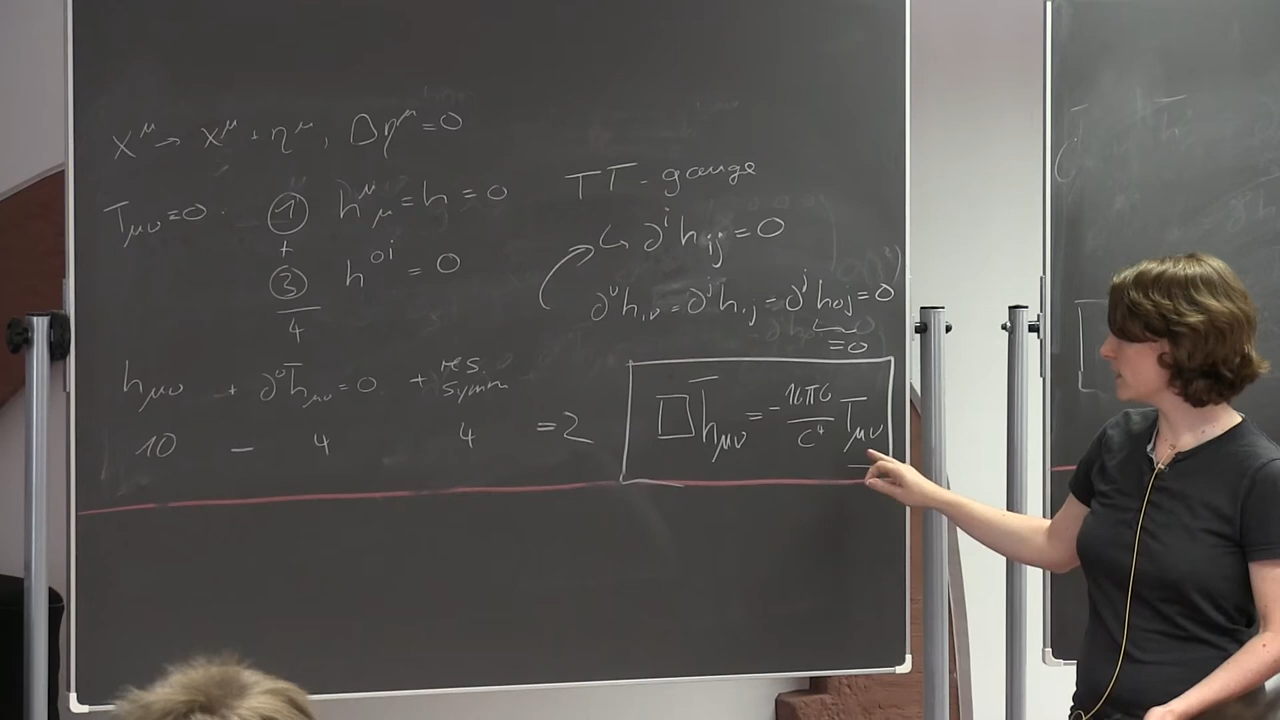 x^μ → x^μ + η^μ, □η^μ = 0
T_μν = 0. ① h^μ_μ = h = 0
+
③ h^{0i} = 0
4
TT-gauge
↳ ∂^i h_ij = 0
∂^ν h_iν = ∂^j h_ij - ∂^j h_0j = 0
= 0
h_μν + ∂^ν h̄_μν = 0 + res. symm
10 - 4 4 = 2
□ h̄_μν = - 16πG / c^4 T_μν